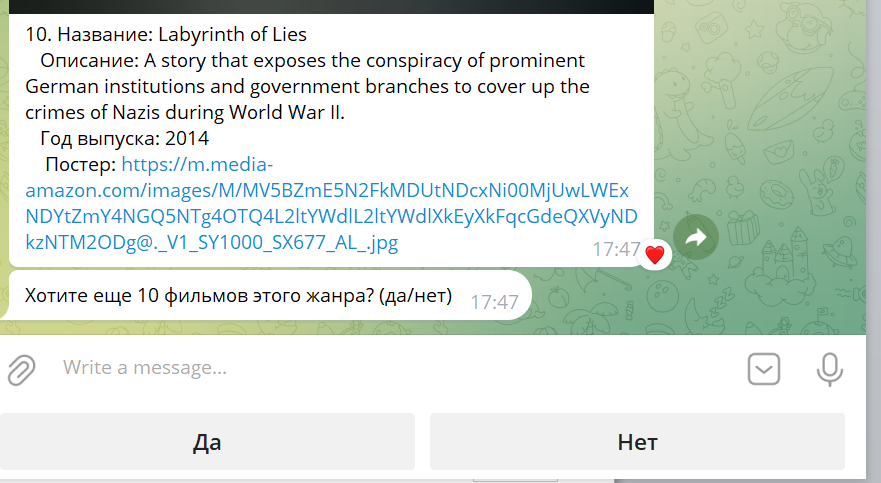 10. Название: Labyrinth of Lies
Описание: A story that exposes the conspiracy of prominent
German institutions and government branches to cover up the
crimes of Nazis during World War II.
Год выпуска: 2014
Постер: https://m.media-
amazon.com/images/M/MV5BZmE5N2FkMDUtNDcxNi00MjUwLWEx
NDYtZmY4NGQ5NTg4OTQ4L2ltYWdlL2ltYWdlXkEyXkFqcGdeQXVyND
kzNTM2ODg@._V1_SY1000_SX677_AL_.jpg
17:47
Хотите еще 10 фильмов этого жанра? (да/нет)
17:47
Write a message...
Да
Нет